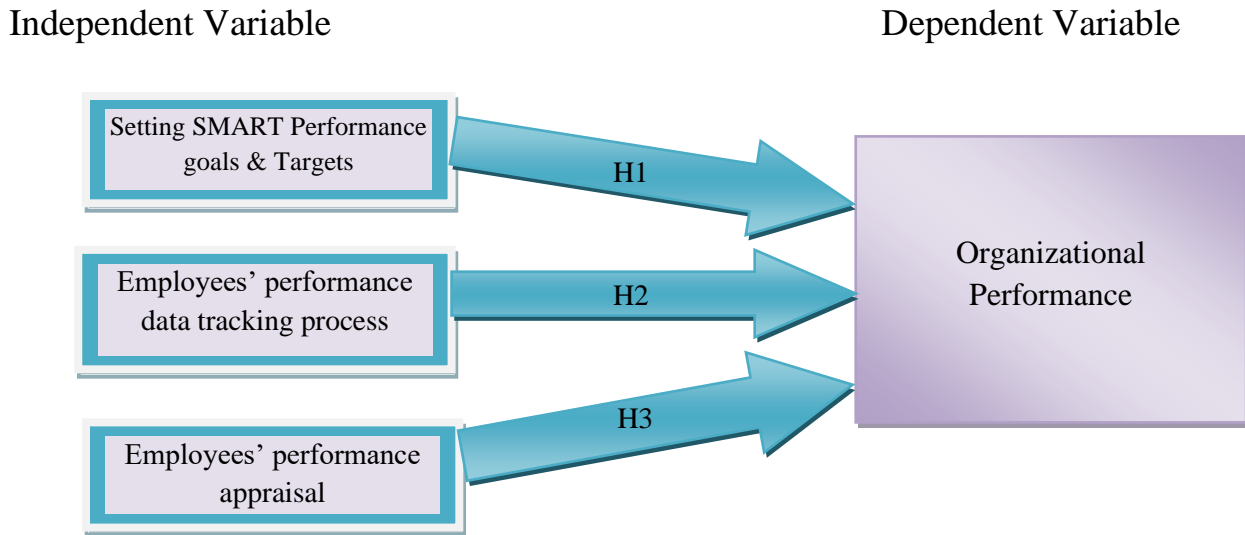 Independent Variable
Dependent Variable
Setting SMART Performance
goals & Targets
H1
Employees’ performance
data tracking process
H2
Organizational
Performance
H3
Employees’ performance
appraisal